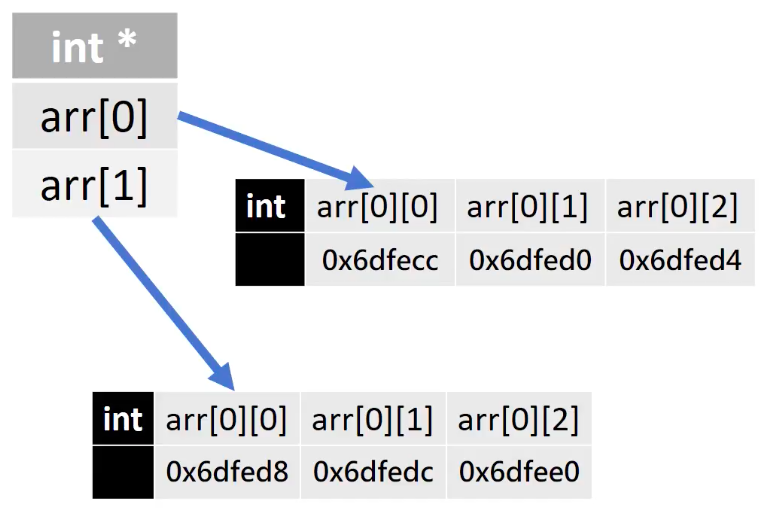 int *
arr[0]
arr[1]
int arr[0][0] arr[0][1] arr[0][2]
0x6dfecc 0x6dfed0 0x6dfed4
int arr[0][0] arr[0][1] arr[0][2]
0x6dfed8 0x6dfedc 0x6dfee0